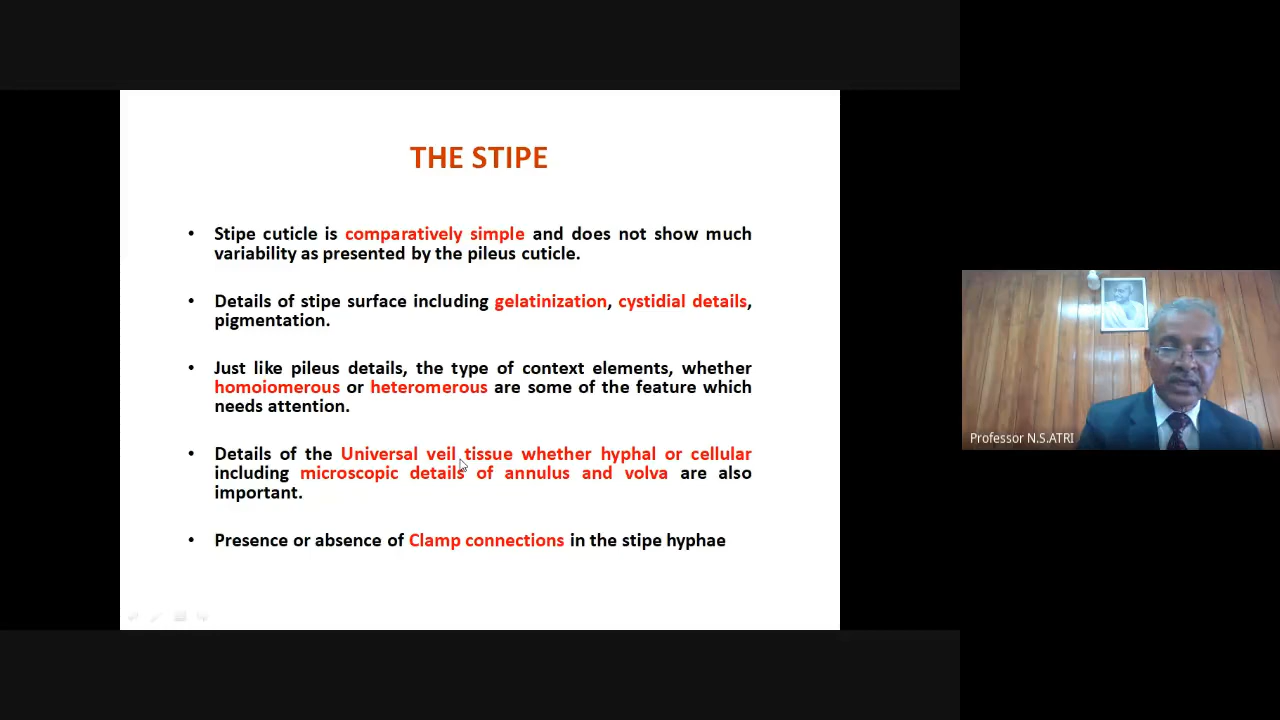 THE STIPE
• Stipe cuticle is comparatively simple and does not show much
variability as presented by the pileus cuticle.
• Details of stipe surface including gelatinization, cystidial details,
pigmentation.
• Just like pileus details, the type of context elements, whether
homoiomerous or heteromerous are some of the feature which
needs attention.
• Details of the Universal veil tissue whether hyphal or cellular
including microscopic details of annulus and volva are also
important.
• Presence or absence of Clamp connections in the stipe hyphae
Professor N.S.ATRI